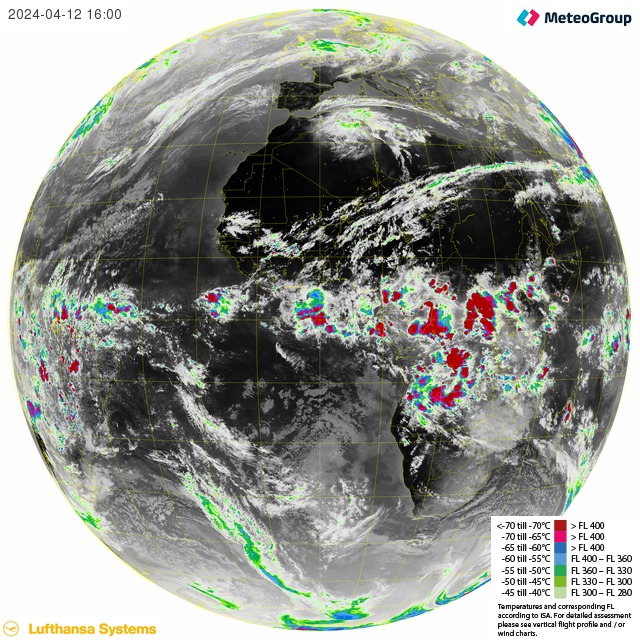 2024-04-12 16:00
MeteoGroup
<-70 till -70°C > FL 400
-70 till -65°C > FL 400
-65 till -60°C > FL 400
-60 till -55°C FL 400 – FL 360
-55 till -50°C FL 360 – FL 330
-50 till -45°C FL 330 – FL 300
-45 till -40°C FL 300 – FL 280
Temperatures and corresponding FL
according to ISA. For detailed assessment
please see vertical flight profile and / or
wind charts.
Lufthansa Systems